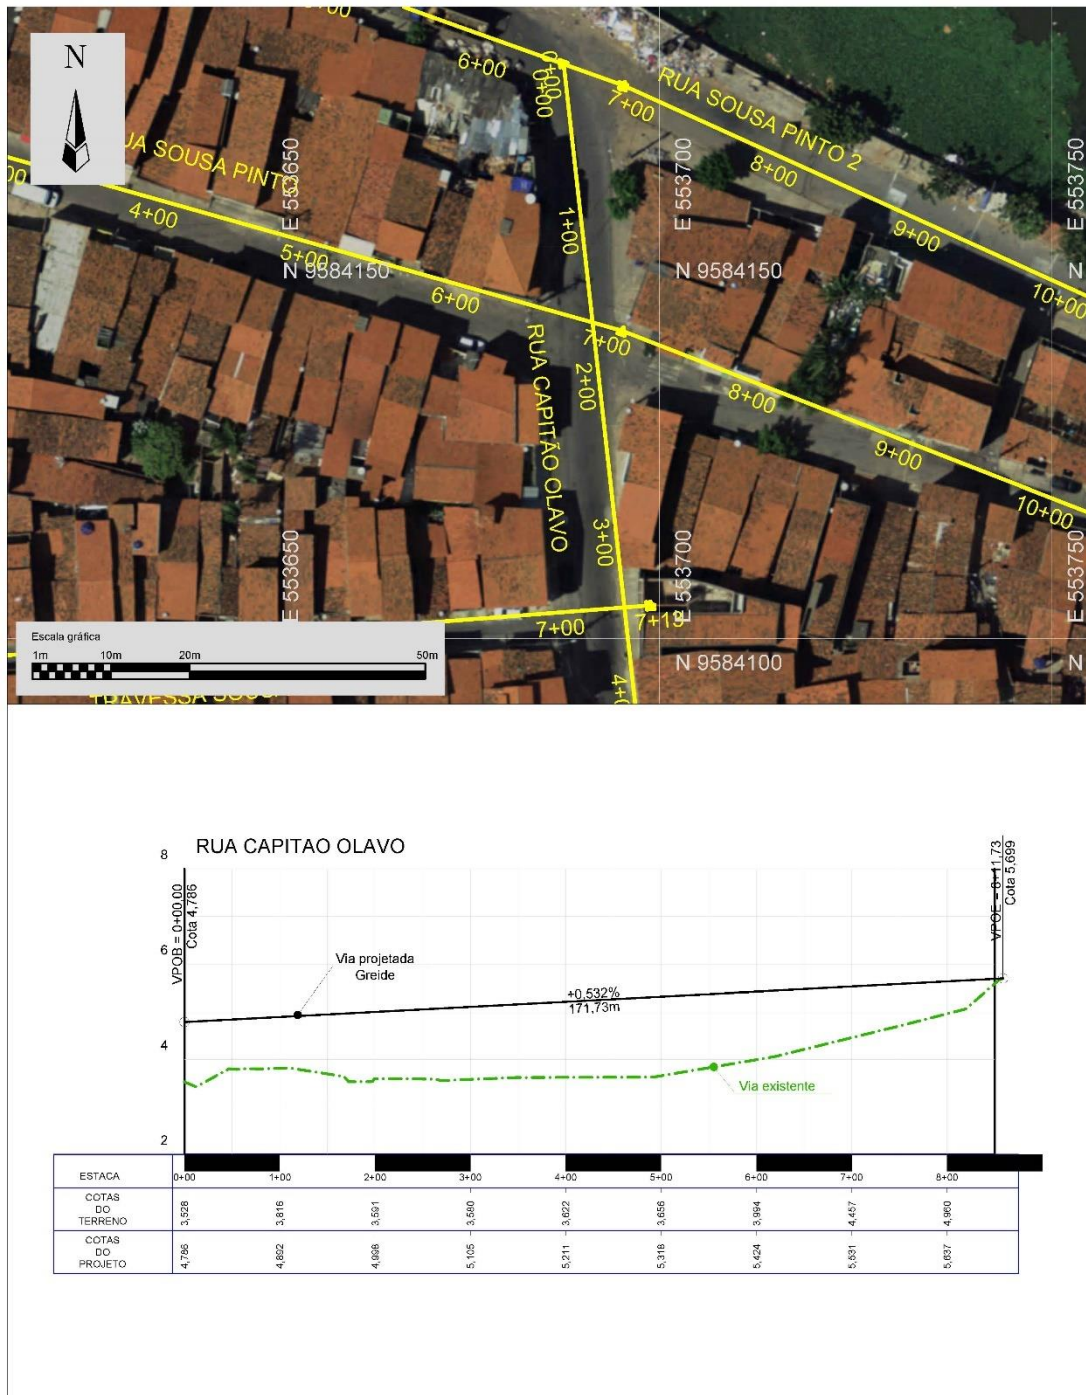 N
6+00
0+00
0+00
7+00
RUA SOUSA PINTO 2
8+00
9+00
10+00
UA SOUSA PINTO
4+00
5+00
6+00
7+00
8+00
9+00
10+00
1+00
2+00
3+00
RUA CAPITÃO OLAVO
E 553650
E 553700
E 553750
N 9584150
N 9584150
N
E 553650
E 553700
E 553750
7+00
7+13
N 9584100
N
Escala gráfica
1m 10m 20m 50m
RUA CAPITAO OLAVO
8
6
4
2
VPOB = 0+00,00
Cota 4,786
Via projetada
Greide
+0,532%
171,73m
Via existente
VPOE = 8+11,73
Cota 5,699
ESTACA 0+00 1+00 2+00 3+00 4+00 5+00 6+00 7+00 8+00
COTAS
DO
TERRENO
3,528 3,816 3,591 3,580 3,622 3,656 3,994 4,457 4,960
COTAS
DO
PROJETO
4,786 4,892 4,998 5,105 5,211 5,318 5,424 5,531 5,637